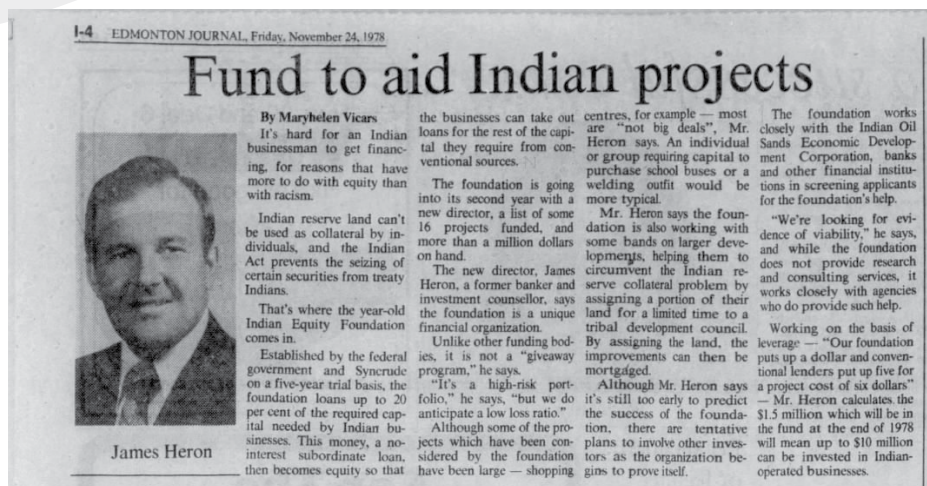 I-4 EDMONTON JOURNAL, Friday, November 24, 1978
Fund to aid Indian projects
By Maryhelen Vicars
It's hard for an Indian
businessman to get financ-
ing, for reasons that have
more to do with equity than
with racism.
Indian reserve land can't
be used as collateral by in-
dividuals, and the Indian
Act prevents the seizing of
certain securities from treaty
Indians.
That's where the year-old
Indian Equity Foundation
comes in.
Established by the federal
government and Syncrude
on a five-year trial basis, the
foundation loans up to 20
per cent of the required cap-
ital needed by Indian bu-
sinesses. This money, a no-
interest subordinate loan,
then becomes equity so that
James Heron
the businesses can take out
loans for the rest of the capi-
tal they require from con-
ventional sources.
The foundation is going
into its second year with a
new director, a list of some
16 projects funded, and
more than a million dollars
on hand.
The new director, James
Heron, a former banker and
investment counsellor, says
the foundation is a unique
financial organization.
Unlike other funding bod-
ies, it is not a "giveaway
program," he says.
"It's a high-risk port-
folio," he says, "but we do
anticipate a low loss ratio."
Although some of the pro-
jects which have been con-
sidered by the foundation
have been large — shopping
centres, for example — most
are "not big deals", Mr.
Heron says. An individual
or group requiring capital to
purchase school buses or a
welding outfit would be
more typical.
Mr. Heron says the foun-
dation is also working with
some bands on larger deve-
lopments, helping them to
circumvent the Indian re-
serve collateral problem by
assigning a portion of their
land for a limited time to a
tribal development council.
By assigning the land, the
improvements can then be
mortgaged.
Although Mr. Heron says
it's still too early to predict
the success of the founda-
tion, there are tentative
plans to involve other inves-
tors as the organization be-
gins to prove itself.
The foundation works
closely with the Indian Oil
Sands Economic Develop-
ment Corporation, banks
and other financial institu-
tions in screening applicants
for the foundation's help.
"We're looking for evi-
dence of viability," he says,
and while the foundation
does not provide research
and consulting services, it
works closely with agencies
who do provide such help.
Working on the basis of
leverage — "Our foundation
puts up a dollar and conven-
tional lenders put up five for
a project cost of six dollars"
— Mr. Heron calculates the
$1.5 million which will be in
the fund at the end of 1978
will mean up to $10 million
can be invested in Indian-
operated businesses.